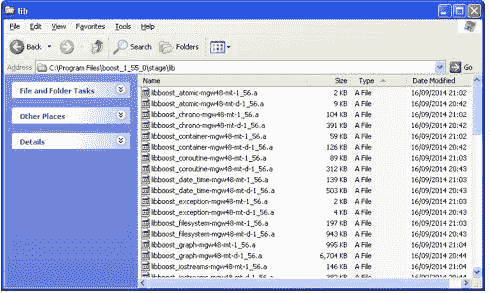 lib
File Edit View Favorites Tools Help
Back Search Folders
Address C:\Program Files\boost_1_55_0\stage\lib Go
File and Folder Tasks
Other Places
Details
Name Size Type Date Modified
libboost_atomic-mgw48-mt-1_56.a 2 KB A File 16/09/2014 21:02
libboost_atomic-mgw48-mt-d-1_56.a 9 KB A File 16/09/2014 20:42
libboost_chrono-mgw48-mt-1_56.a 104 KB A File 16/09/2014 21:02
libboost_chrono-mgw48-mt-d-1_56.a 391 KB A File 16/09/2014 20:42
libboost_container-mgw48-mt-1_56.a 59 KB A File 16/09/2014 21:02
libboost_container-mgw48-mt-d-1_56.a 126 KB A File 16/09/2014 20:42
libboost_coroutine-mgw48-mt-1_56.a 89 KB A File 16/09/2014 21:03
libboost_coroutine-mgw48-mt-d-1_56.a 312 KB A File 16/09/2014 20:43
libboost_date_time-mgw48-mt-1_56.a 139 KB A File 16/09/2014 21:03
libboost_date_time-mgw48-mt-d-1_56.a 503 KB A File 16/09/2014 20:43
libboost_exception-mgw48-mt-1_56.a 2 KB A File 16/09/2014 21:03
libboost_exception-mgw48-mt-d-1_56.a 4 KB A File 16/09/2014 20:43
libboost_filesystem-mgw48-mt-1_56.a 197 KB A File 16/09/2014 21:03
libboost_filesystem-mgw48-mt-d-1_56.a 943 KB A File 16/09/2014 20:43
libboost_graph-mgw48-mt-1_56.a 995 KB A File 16/09/2014 21:04
libboost_graph-mgw48-mt-d-1_56.a 6,704 KB A File 16/09/2014 20:44
libboost_iostreams-mgw48-mt-1_56.a 146 KB A File 16/09/2014 21:04